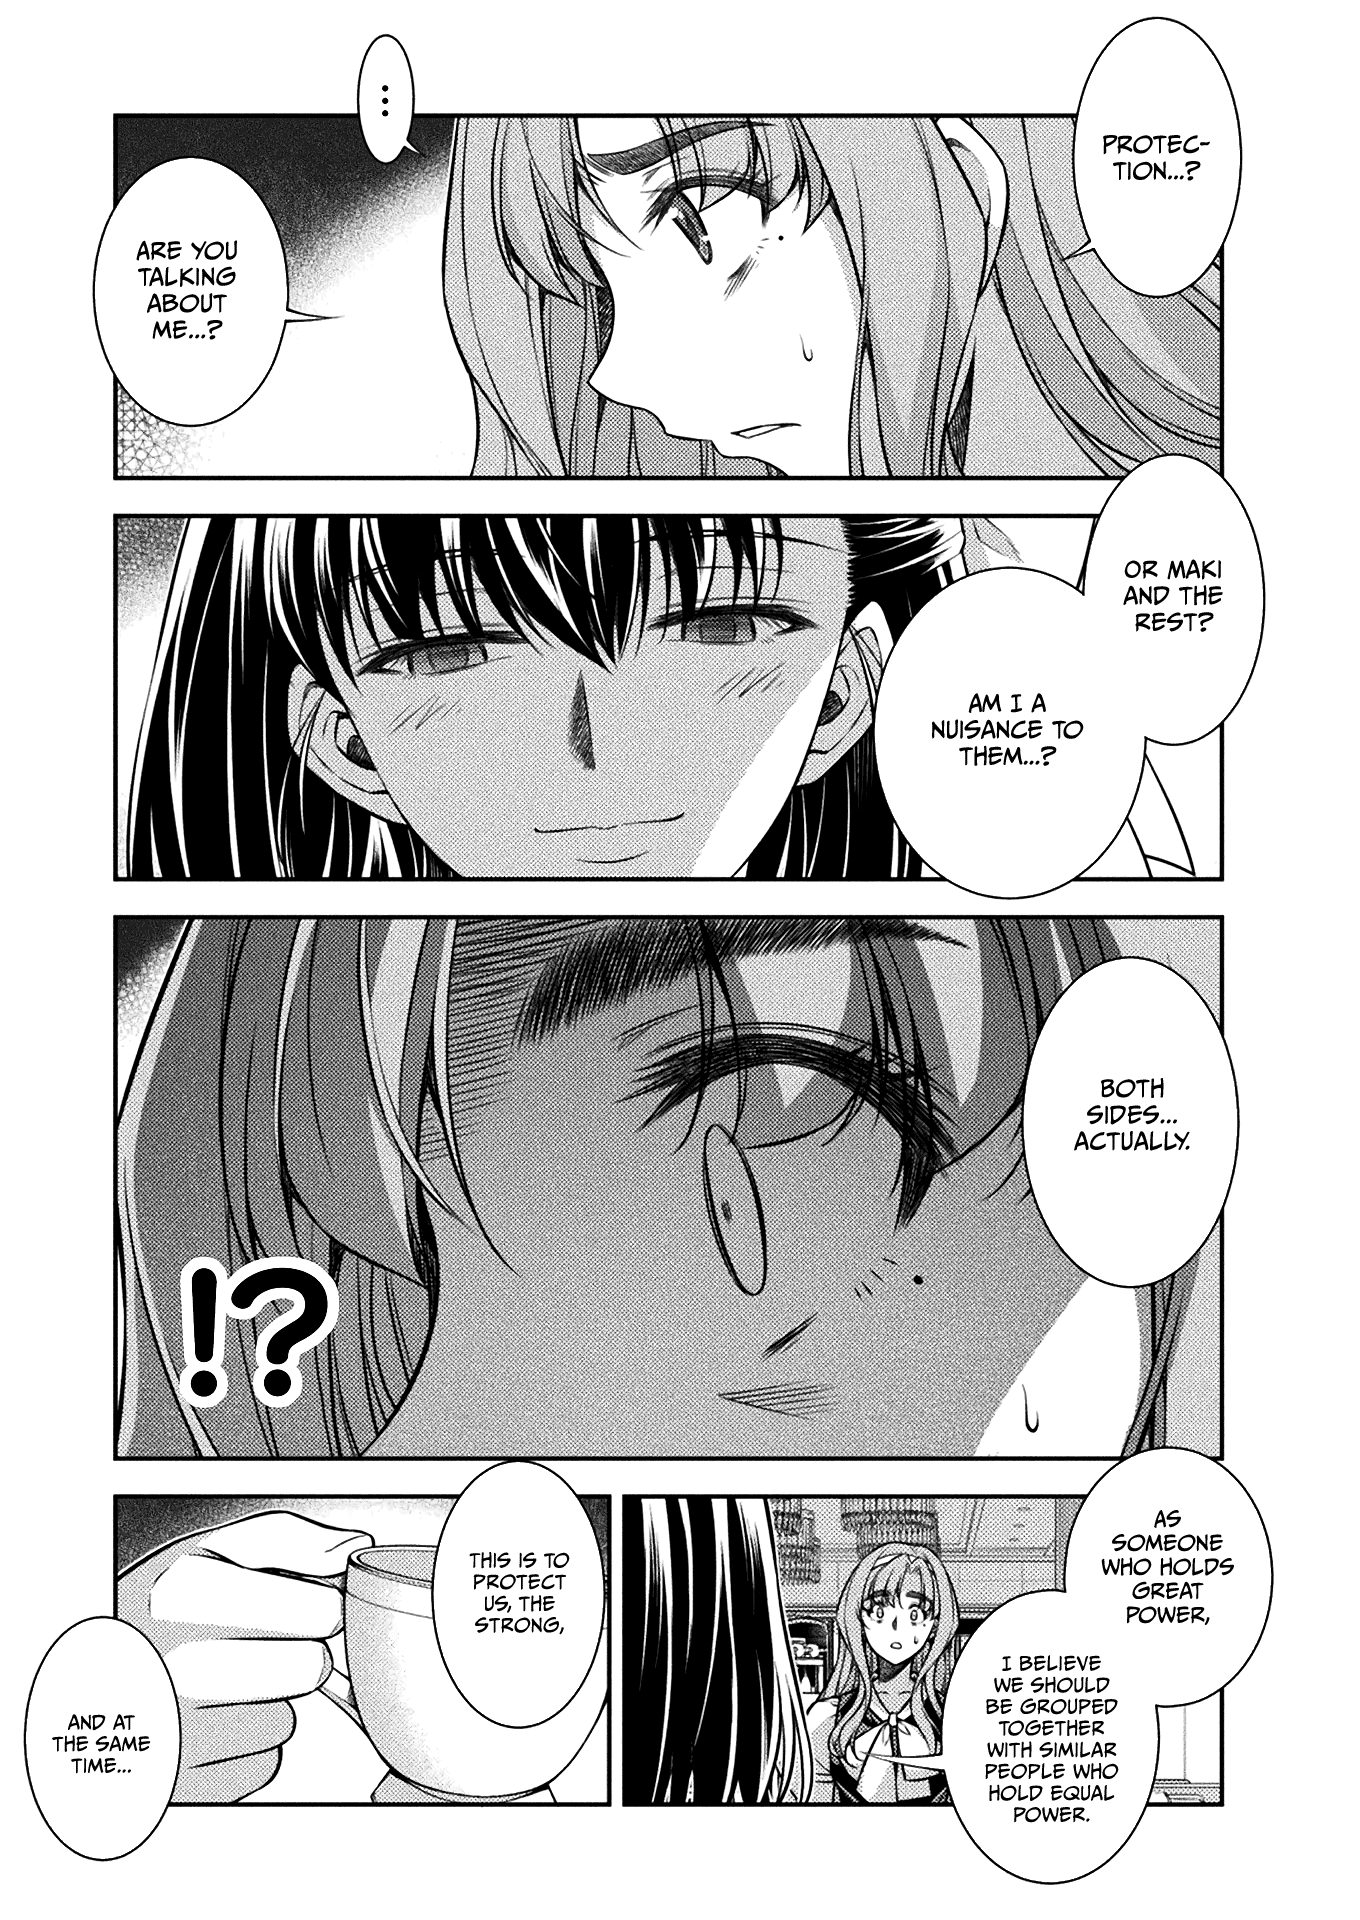 PROTEC-
TION...?
...
ARE YOU
TALKING
ABOUT
ME...?
OR MAKI
AND THE
REST?
AM I A
NUISANCE TO
THEM...?
BOTH
SIDES...
ACTUALLY.
!?
AS
SOMEONE
WHO HOLDS
GREAT
POWER,
I BELIEVE
WE SHOULD
BE GROUPED
TOGETHER
WITH SIMILAR
PEOPLE WHO
HOLD EQUAL
POWER.
THIS IS TO
PROTECT
US, THE
STRONG,
AND AT
THE SAME
TIME...